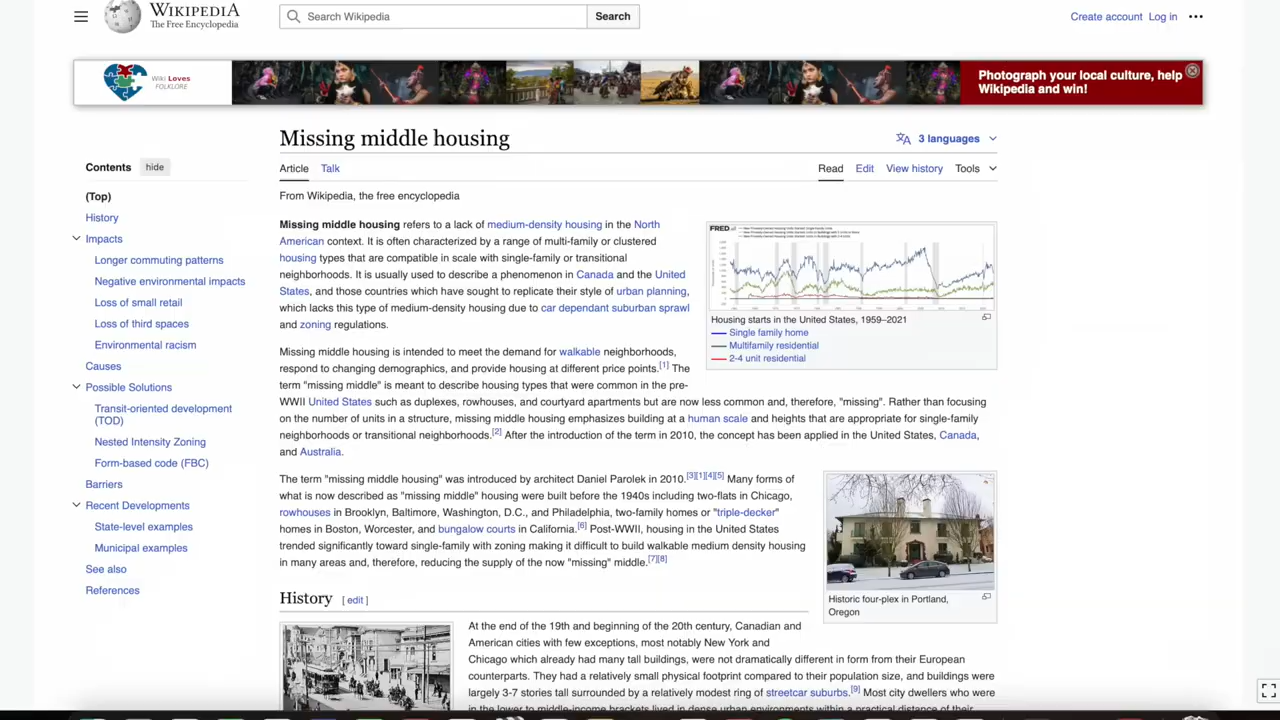 WIKIPEDIA
The Free Encyclopedia
Search Wikipedia
Search
Create account Log in
Wiki Loves
FOLKLORE
Photograph your local culture, help
Wikipedia and win!
Missing middle housing
3 languages
Contents hide
Article Talk
Read Edit View history Tools
(Top)
History
Impacts
Longer commuting patterns
Negative environmental impacts
Loss of small retail
Loss of third spaces
Environmental racism
Causes
Possible Solutions
Transit-oriented development
(TOD)
Nested Intensity Zoning
Form-based code (FBC)
Barriers
Recent Developments
State-level examples
Municipal examples
See also
References
From Wikipedia, the free encyclopedia
Missing middle housing refers to a lack of medium-density housing in the North
American context. It is often characterized by a range of multi-family or clustered
housing types that are compatible in scale with single-family or transitional
neighborhoods. It is usually used to describe a phenomenon in Canada and the United
States, and those countries which have sought to replicate their style of urban planning,
which lacks this type of medium-density housing due to car dependant suburban sprawl
and zoning regulations.
FRED
Housing starts in the United States, 1959–2021
Single family home
Multifamily residential
2-4 unit residential
Missing middle housing is intended to meet the demand for walkable neighborhoods,
respond to changing demographics, and provide housing at different price points.[1] The
term "missing middle" is meant to describe housing types that were common in the pre-
WWII United States such as duplexes, rowhouses, and courtyard apartments but are now less common and, therefore, "missing". Rather than focusing
on the number of units in a structure, missing middle housing emphasizes building at a human scale and heights that are appropriate for single-family
neighborhoods or transitional neighborhoods.[2] After the introduction of the term in 2010, the concept has been applied in the United States, Canada,
and Australia.
The term "missing middle housing" was introduced by architect Daniel Parolek in 2010.[3][1][4][5] Many forms of
what is now described as "missing middle" housing were built before the 1940s including two-flats in Chicago,
rowhouses in Brooklyn, Baltimore, Washington, D.C., and Philadelphia, two-family homes or "triple-decker"
homes in Boston, Worcester, and bungalow courts in California.[6] Post-WWII, housing in the United States
trended significantly toward single-family with zoning making it difficult to build walkable medium density housing
in many areas and, therefore, reducing the supply of the now "missing" middle.[7][8]
Historic four-plex in Portland,
Oregon
History [ edit ]
At the end of the 19th and beginning of the 20th century, Canadian and
American cities with few exceptions, most notably New York and
Chicago which already had many tall buildings, were not dramatically different in form from their European
counterparts. They had a relatively small physical footprint compared to their population size, and buildings were
largely 3-7 stories tall surrounded by a relatively modest ring of streetcar suburbs.[9] Most city dwellers who were
in the lower to middle-income brackets lived in dense urban environments within a practical distance of their